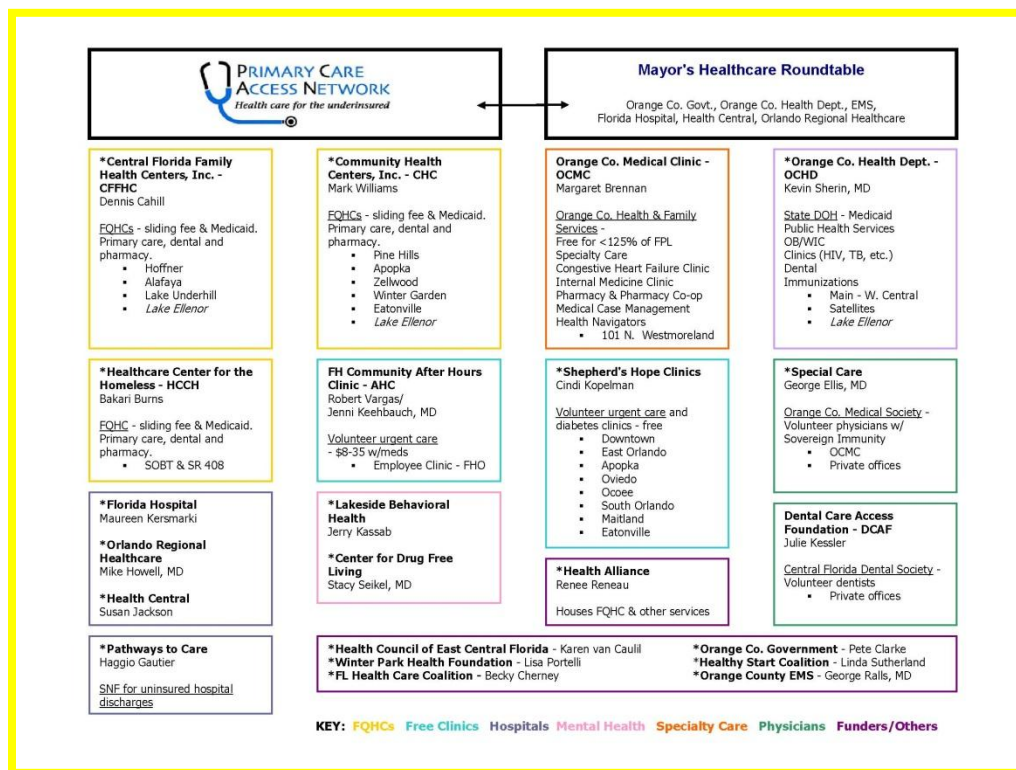 PRIMARY CARE
ACCESS NETWORK
Health care for the underinsured
Mayor's Healthcare Roundtable
Orange Co. Govt., Orange Co. Health Dept., EMS,
Florida Hospital, Health Central, Orlando Regional Healthcare
*Central Florida Family
Health Centers, Inc. -
CFFHC
Dennis Cahill
FQHCs - sliding fee & Medicaid.
Primary care, dental and
pharmacy.
▪ Hoffner
▪ Alafaya
▪ Lake Underhill
▪ Lake Ellenor
*Community Health
Centers, Inc. - CHC
Mark Williams
FQHCs - sliding fee & Medicaid.
Primary care, dental and
pharmacy.
▪ Pine Hills
▪ Apopka
▪ Zellwood
▪ Winter Garden
▪ Eatonville
▪ Lake Ellenor
Orange Co. Medical Clinic -
OCMC
Margaret Brennan
Orange Co. Health & Family
Services -
Free for <125% of FPL
Specialty Care
Congestive Heart Failure Clinic
Internal Medicine Clinic
Pharmacy & Pharmacy Co-op
Medical Case Management
Health Navigators
▪ 101 N. Westmoreland
*Orange Co. Health Dept. -
OCHD
Kevin Sherin, MD
State DOH - Medicaid
Public Health Services
OB/WIC
Clinics (HIV, TB, etc.)
Dental
Immunizations
▪ Main - W. Central
▪ Satellites
▪ Lake Ellenor
*Healthcare Center for the
Homeless - HCCH
Bakari Burns
FQHC - sliding fee & Medicaid.
Primary care, dental and
pharmacy.
▪ SOBT & SR 408
FH Community After Hours
Clinic - AHC
Robert Vargas/
Jenni Keehbauch, MD
Volunteer urgent care
- $8-35 w/meds
▪ Employee Clinic - FHO
*Shepherd's Hope Clinics
Cindi Kopelman
Volunteer urgent care and
diabetes clinics - free
▪ Downtown
▪ East Orlando
▪ Apopka
▪ Oviedo
▪ Ocoee
▪ South Orlando
▪ Maitland
▪ Eatonville
*Special Care
George Ellis, MD
Orange Co. Medical Society -
Volunteer physicians w/
Sovereign Immunity
▪ OCMC
▪ Private offices
*Florida Hospital
Maureen Kersmarki
*Orlando Regional
Healthcare
Mike Howell, MD
*Health Central
Susan Jackson
*Lakeside Behavioral
Health
Jerry Kassab
*Center for Drug Free
Living
Stacy Seikel, MD
*Health Alliance
Renee Reneau
Houses FQHC & other services
Dental Care Access
Foundation - DCAF
Julie Kessler
Central Florida Dental Society -
Volunteer dentists
▪ Private offices
*Pathways to Care
Haggio Gautier
SNF for uninsured hospital
discharges
*Health Council of East Central Florida - Karen van Caulil
*Winter Park Health Foundation - Lisa Portelli
*FL Health Care Coalition - Becky Cherney
*Orange Co. Government - Pete Clarke
*Healthy Start Coalition - Linda Sutherland
*Orange County EMS - George Ralls, MD
KEY: FQHCs Free Clinics Hospitals Mental Health Specialty Care Physicians Funders/Others